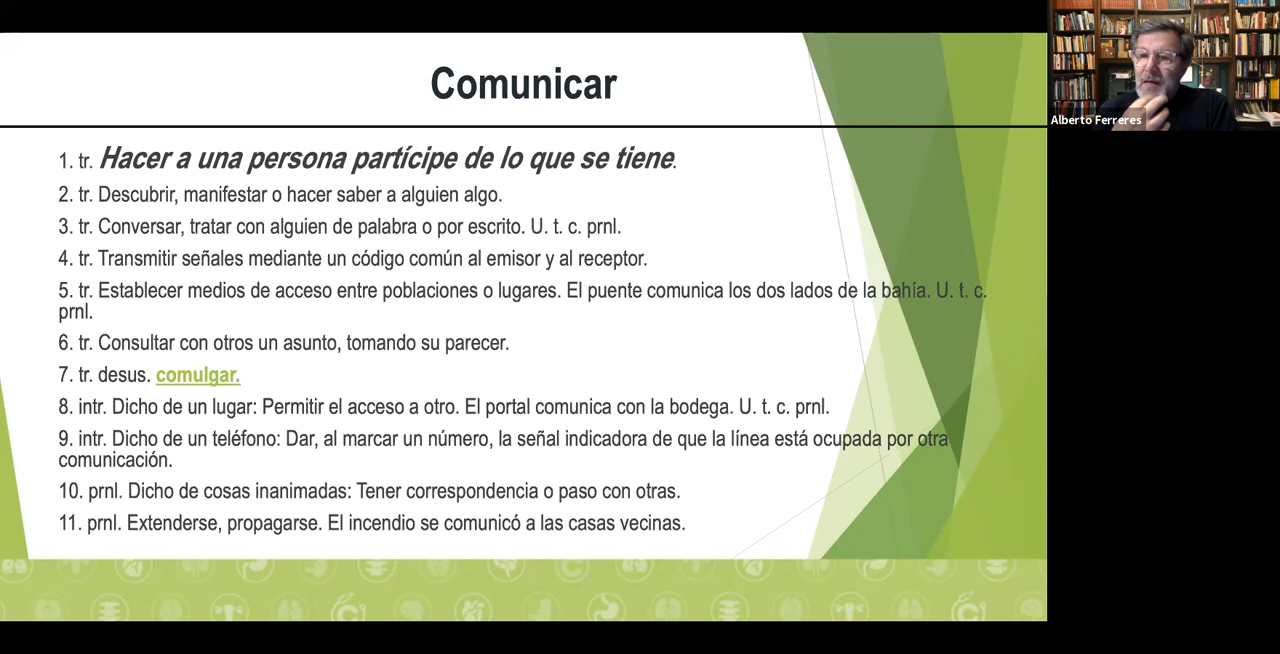 Comunicar
Alberto Ferreres
1. tr. Hacer a una persona partícipe de lo que se tiene.
2. tr. Descubrir, manifestar o hacer saber a alguien algo.
3. tr. Conversar, tratar con alguien de palabra o por escrito. U. t. c. prnl.
4. tr. Transmitir señales mediante un código común al emisor y al receptor.
5. tr. Establecer medios de acceso entre poblaciones o lugares. El puente comunica los dos lados de la bahía. U. t. c.
prnl.
6. tr. Consultar con otros un asunto, tomando su parecer.
7. tr. desus. comulgar.
8. intr. Dicho de un lugar: Permitir el acceso a otro. El portal comunica con la bodega. U. t. c. prnl.
9. intr. Dicho de un teléfono: Dar, al marcar un número, la señal indicadora de que la línea está ocupada por otra
comunicación.
10. prnl. Dicho de cosas inanimadas: Tener correspondencia o paso con otras.
11. prnl. Extenderse, propagarse. El incendio se comunicó a las casas vecinas.